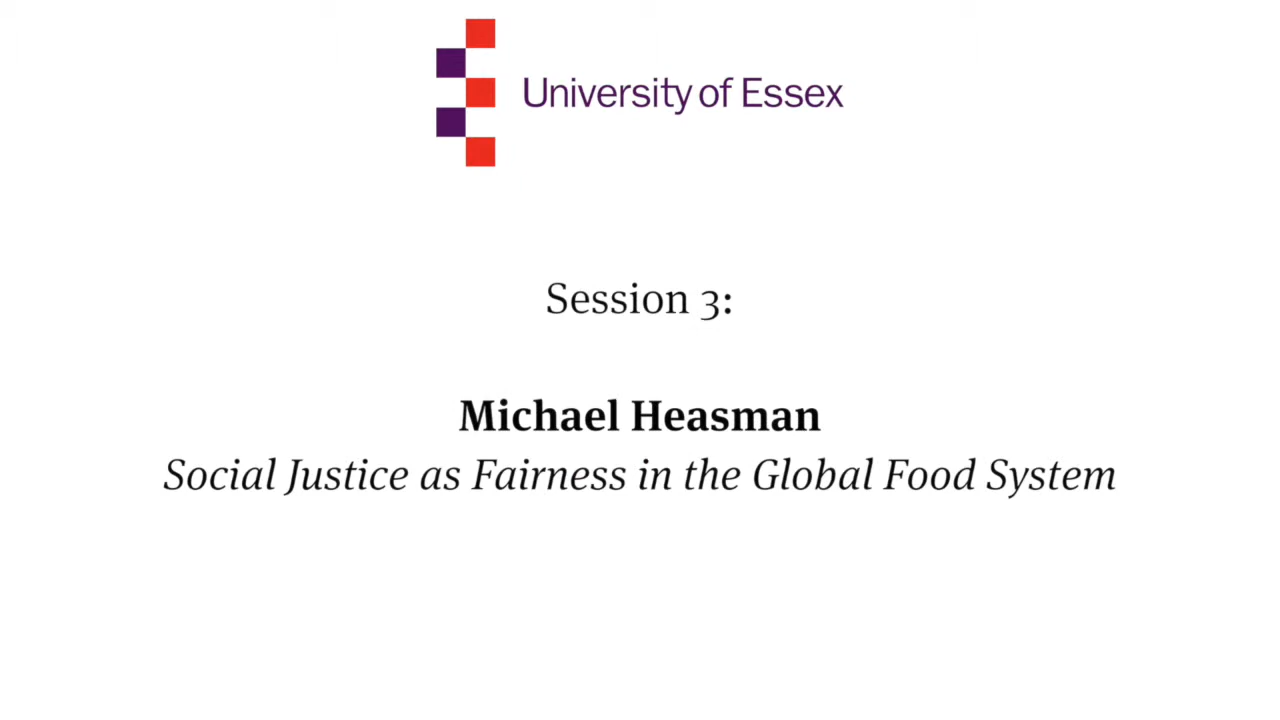 University of Essex
Session 3:
Michael Heasman
Social Justice as Fairness in the Global Food System